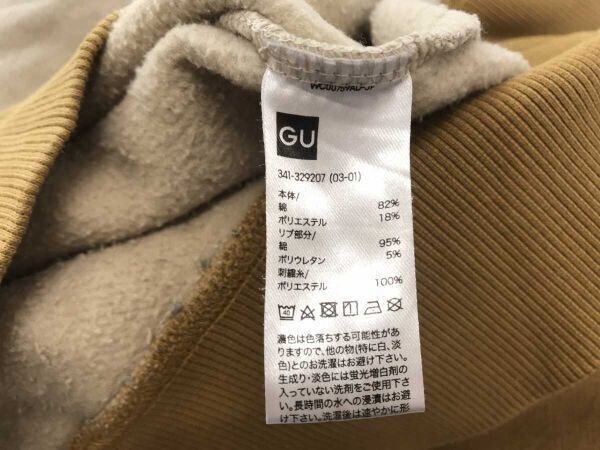 GU
341-329207 (03-01)
本体/
綿 82%
ポリエステル 18%
リブ部分/
綿 95%
ポリウレタン 5%
刺繍糸/
ポリエステル 100%
40
濃色は色落ちする可能性があ
りますので、他の物(特に白、淡
色)とのお洗濯はお避け下さい。
生成り・淡色には蛍光増白剤の
入っていない洗剤をご使用下さ
い。長時間の水への浸漬はお避
け下さい。洗濯後は速やかに形